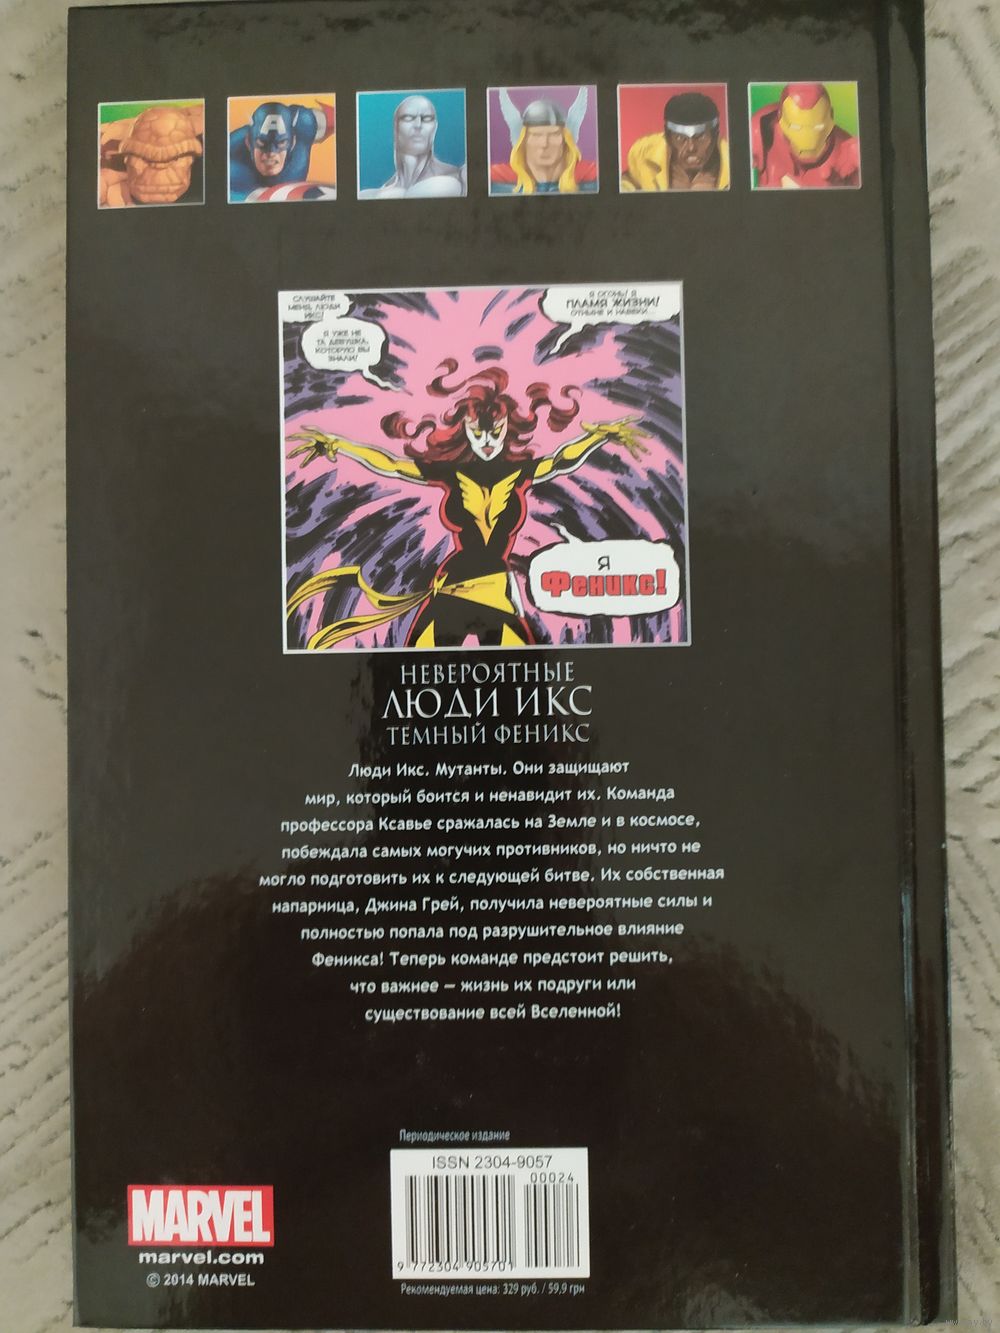 СЛУШАЙТЕ
МЕНЯ, ЛЮДИ
ИКС!
Я УЖЕ НЕ
ТА ДЕВУШКА,
КОТОРУЮ ВЫ
ЗНАЛИ!
Я ОГОНЬ! Я
ПЛАМЯ ЖИЗНИ!
ОТНЫНЕ И НАВЕКИ...
Я
Феникс!
НЕВЕРОЯТНЫЕ
ЛЮДИ ИКС
ТЕМНЫЙ ФЕНИКС
Люди Икс. Мутанты. Они защищают
мир, который боится и ненавидит их. Команда
профессора Ксавье сражалась на Земле и в космосе,
побеждала самых могучих противников, но ничто не
могло подготовить их к следующей битве. Их собственная
напарница, Джина Грей, получила невероятные силы и
полностью попала под разрушительное влияние
Феникса! Теперь команде предстоит решить,
что важнее – жизнь их подруги или
существование всей Вселенной!
Периодическое издание
ISSN 2304-9057
00024
9 772304 905701
Рекомендуемая цена: 329 руб. / 59,9 грн
MARVEL
marvel.com
© 2014 MARVEL